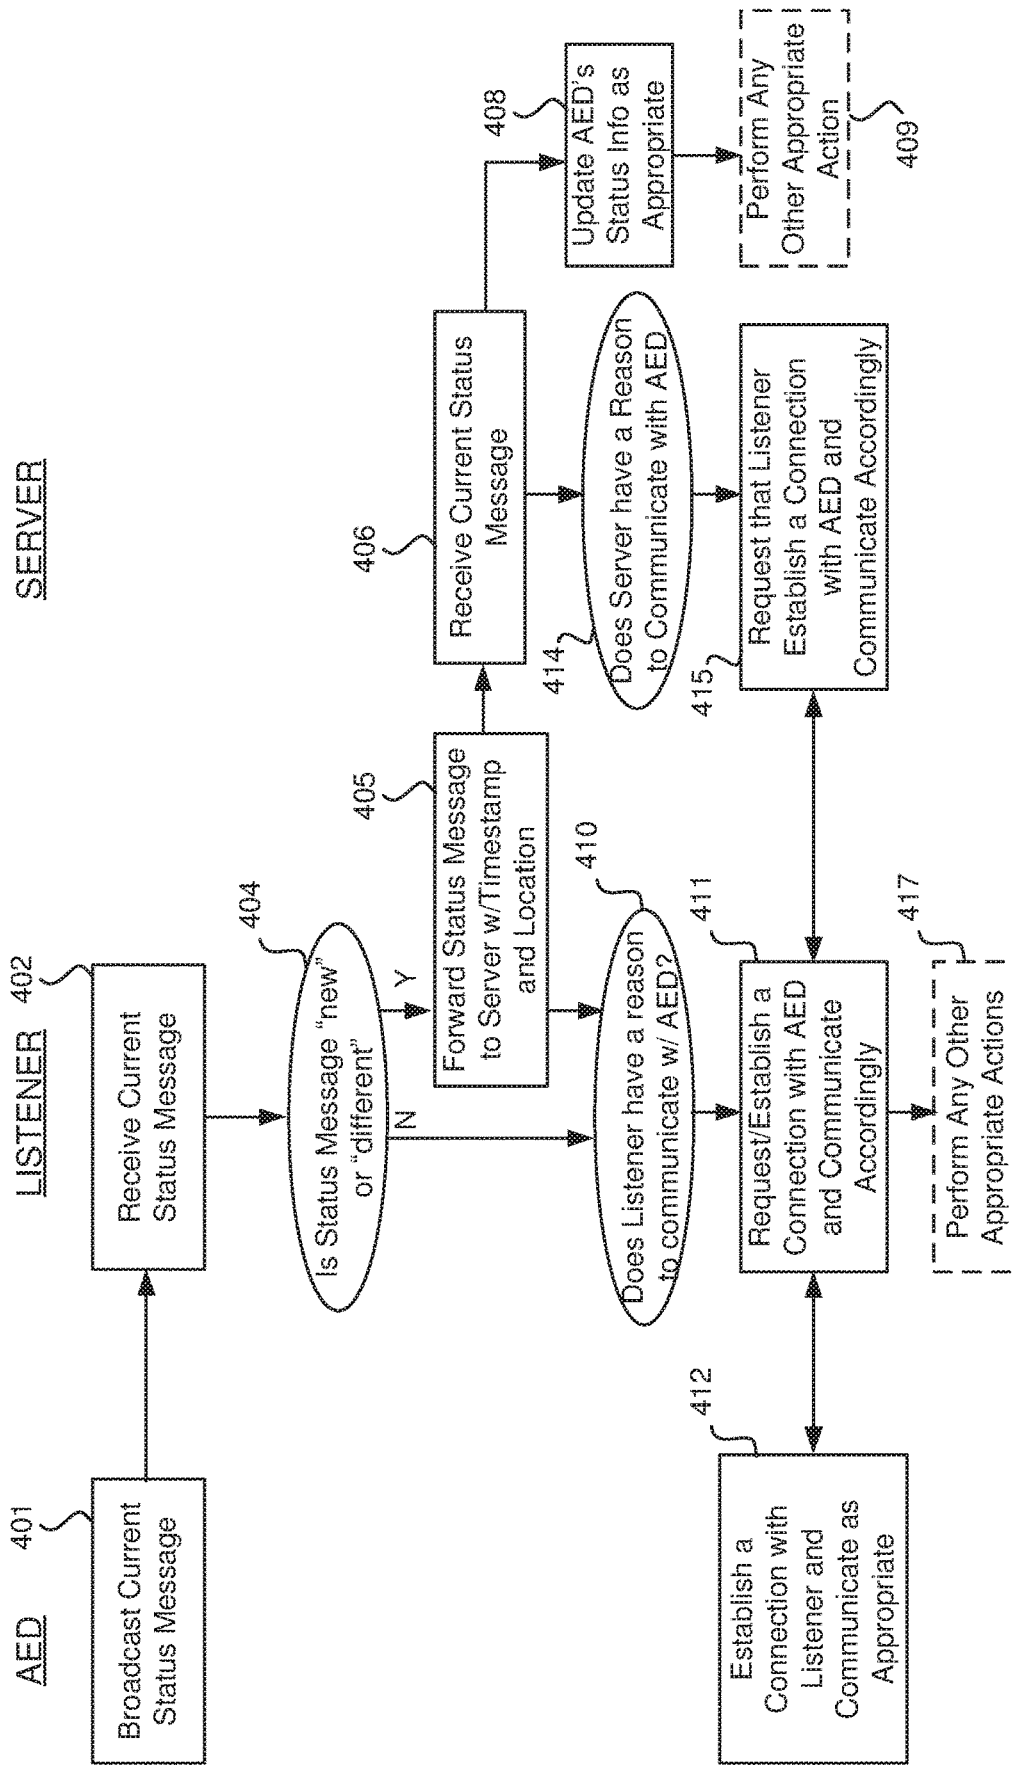 AED
LISTENER
SERVER
401
Broadcast Current
Status Message
402
Receive Current
Status Message
404
Is Status Message “new”
or “different”
Y
N
405
Forward Status Message
to Server w/Timestamp
and Location
406
Receive Current Status
Message
408
Update AED's
Status Info as
Appropriate
Perform Any
Other Appropriate
Action
409
410
Does Listener have a reason
to communicate w/ AED?
414
Does Server have a Reason
to Communicate with AED
412
Establish a
Connection with
Listener and
Communicate as
Appropriate
411
Request/Establish a
Connection with AED
and Communicate
Accordingly
415
Request that Listener
Establish a Connection
with AED and
Communicate Accordingly
417
Perform Any Other
Appropriate Actions